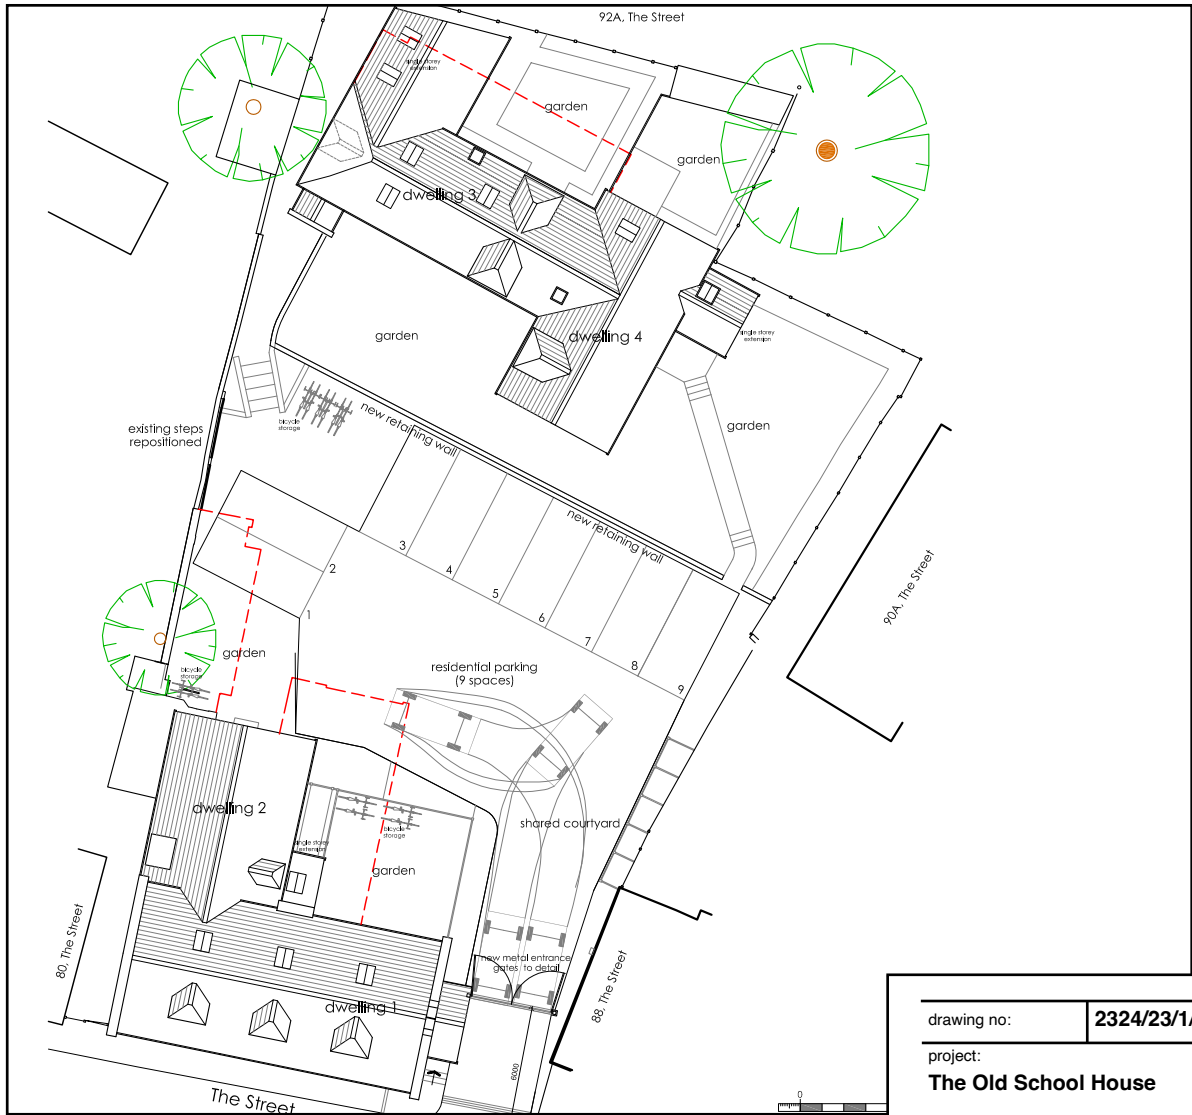 92A, The Street
single storey
extension
garden
garden
dwelling 3
garden
dwelling 4
single storey
extension
existing steps
repositioned
bicycle
storage
new retaining wall
garden
new retaining wall
90A, The Street
3
4
5
6
7
8
9
2
1
garden
bicycle
storage
residential parking
(9 spaces)
dwelling 2
shared courtyard
bicycle
storage
single storey
extension
garden
80, The Street
new metal entrance
gates to detail
88, The Street
dwelling 1
6000
The Street
0
drawing no:
2324/23/1/
project:
The Old School House